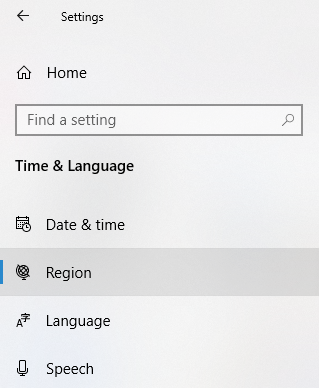 Settings
Home
Find a setting
Time & Language
Date & time
Region
Language
Speech